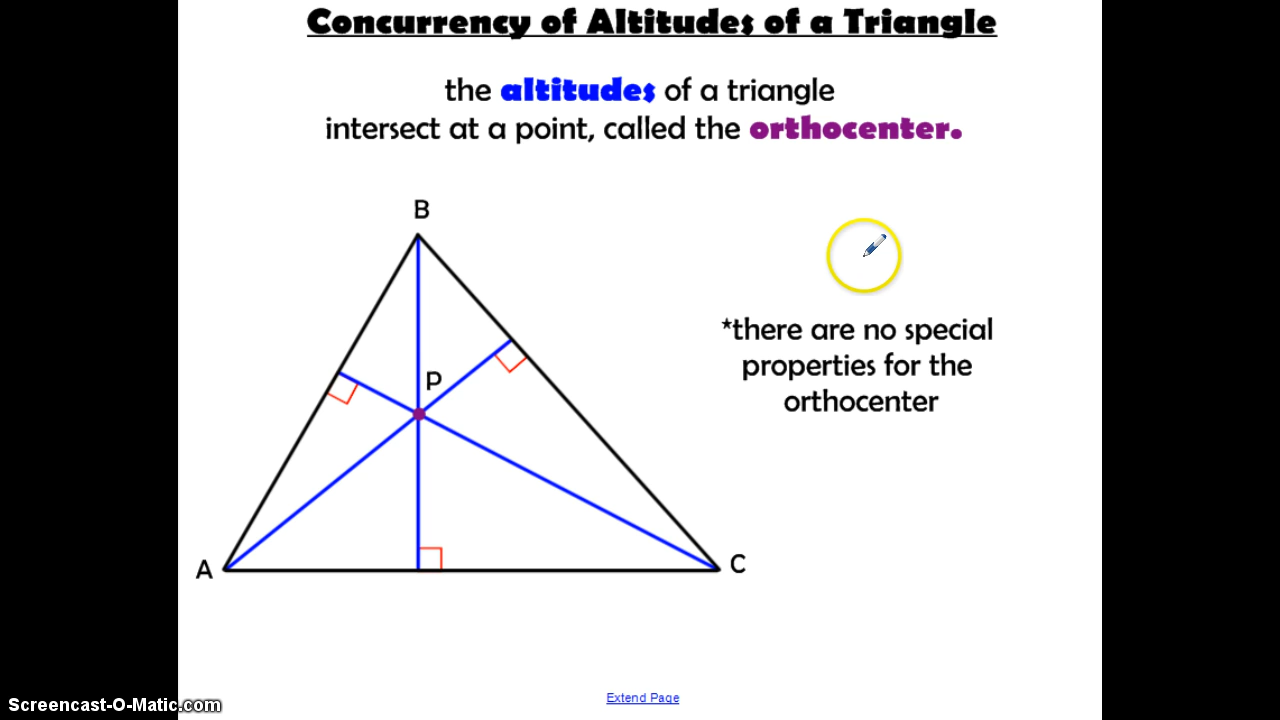 Concurrency of Altitudes of a Triangle
the altitudes of a triangle
intersect at a point, called the orthocenter.
B
P
*there are no special
properties for the
orthocenter
A
C
Extend Page
Screencast-O-Matic.com